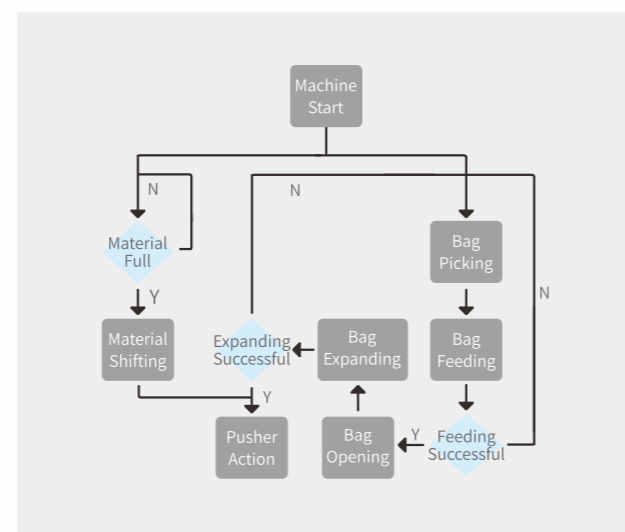 Machine
Start
N
N
Material
Full
Bag
Picking
Y
N
Material
Shifting
Expanding
Successful
Bag
Expanding
Bag
Feeding
Y
Pusher
Action
Bag
Opening
Y
Feeding
Successful